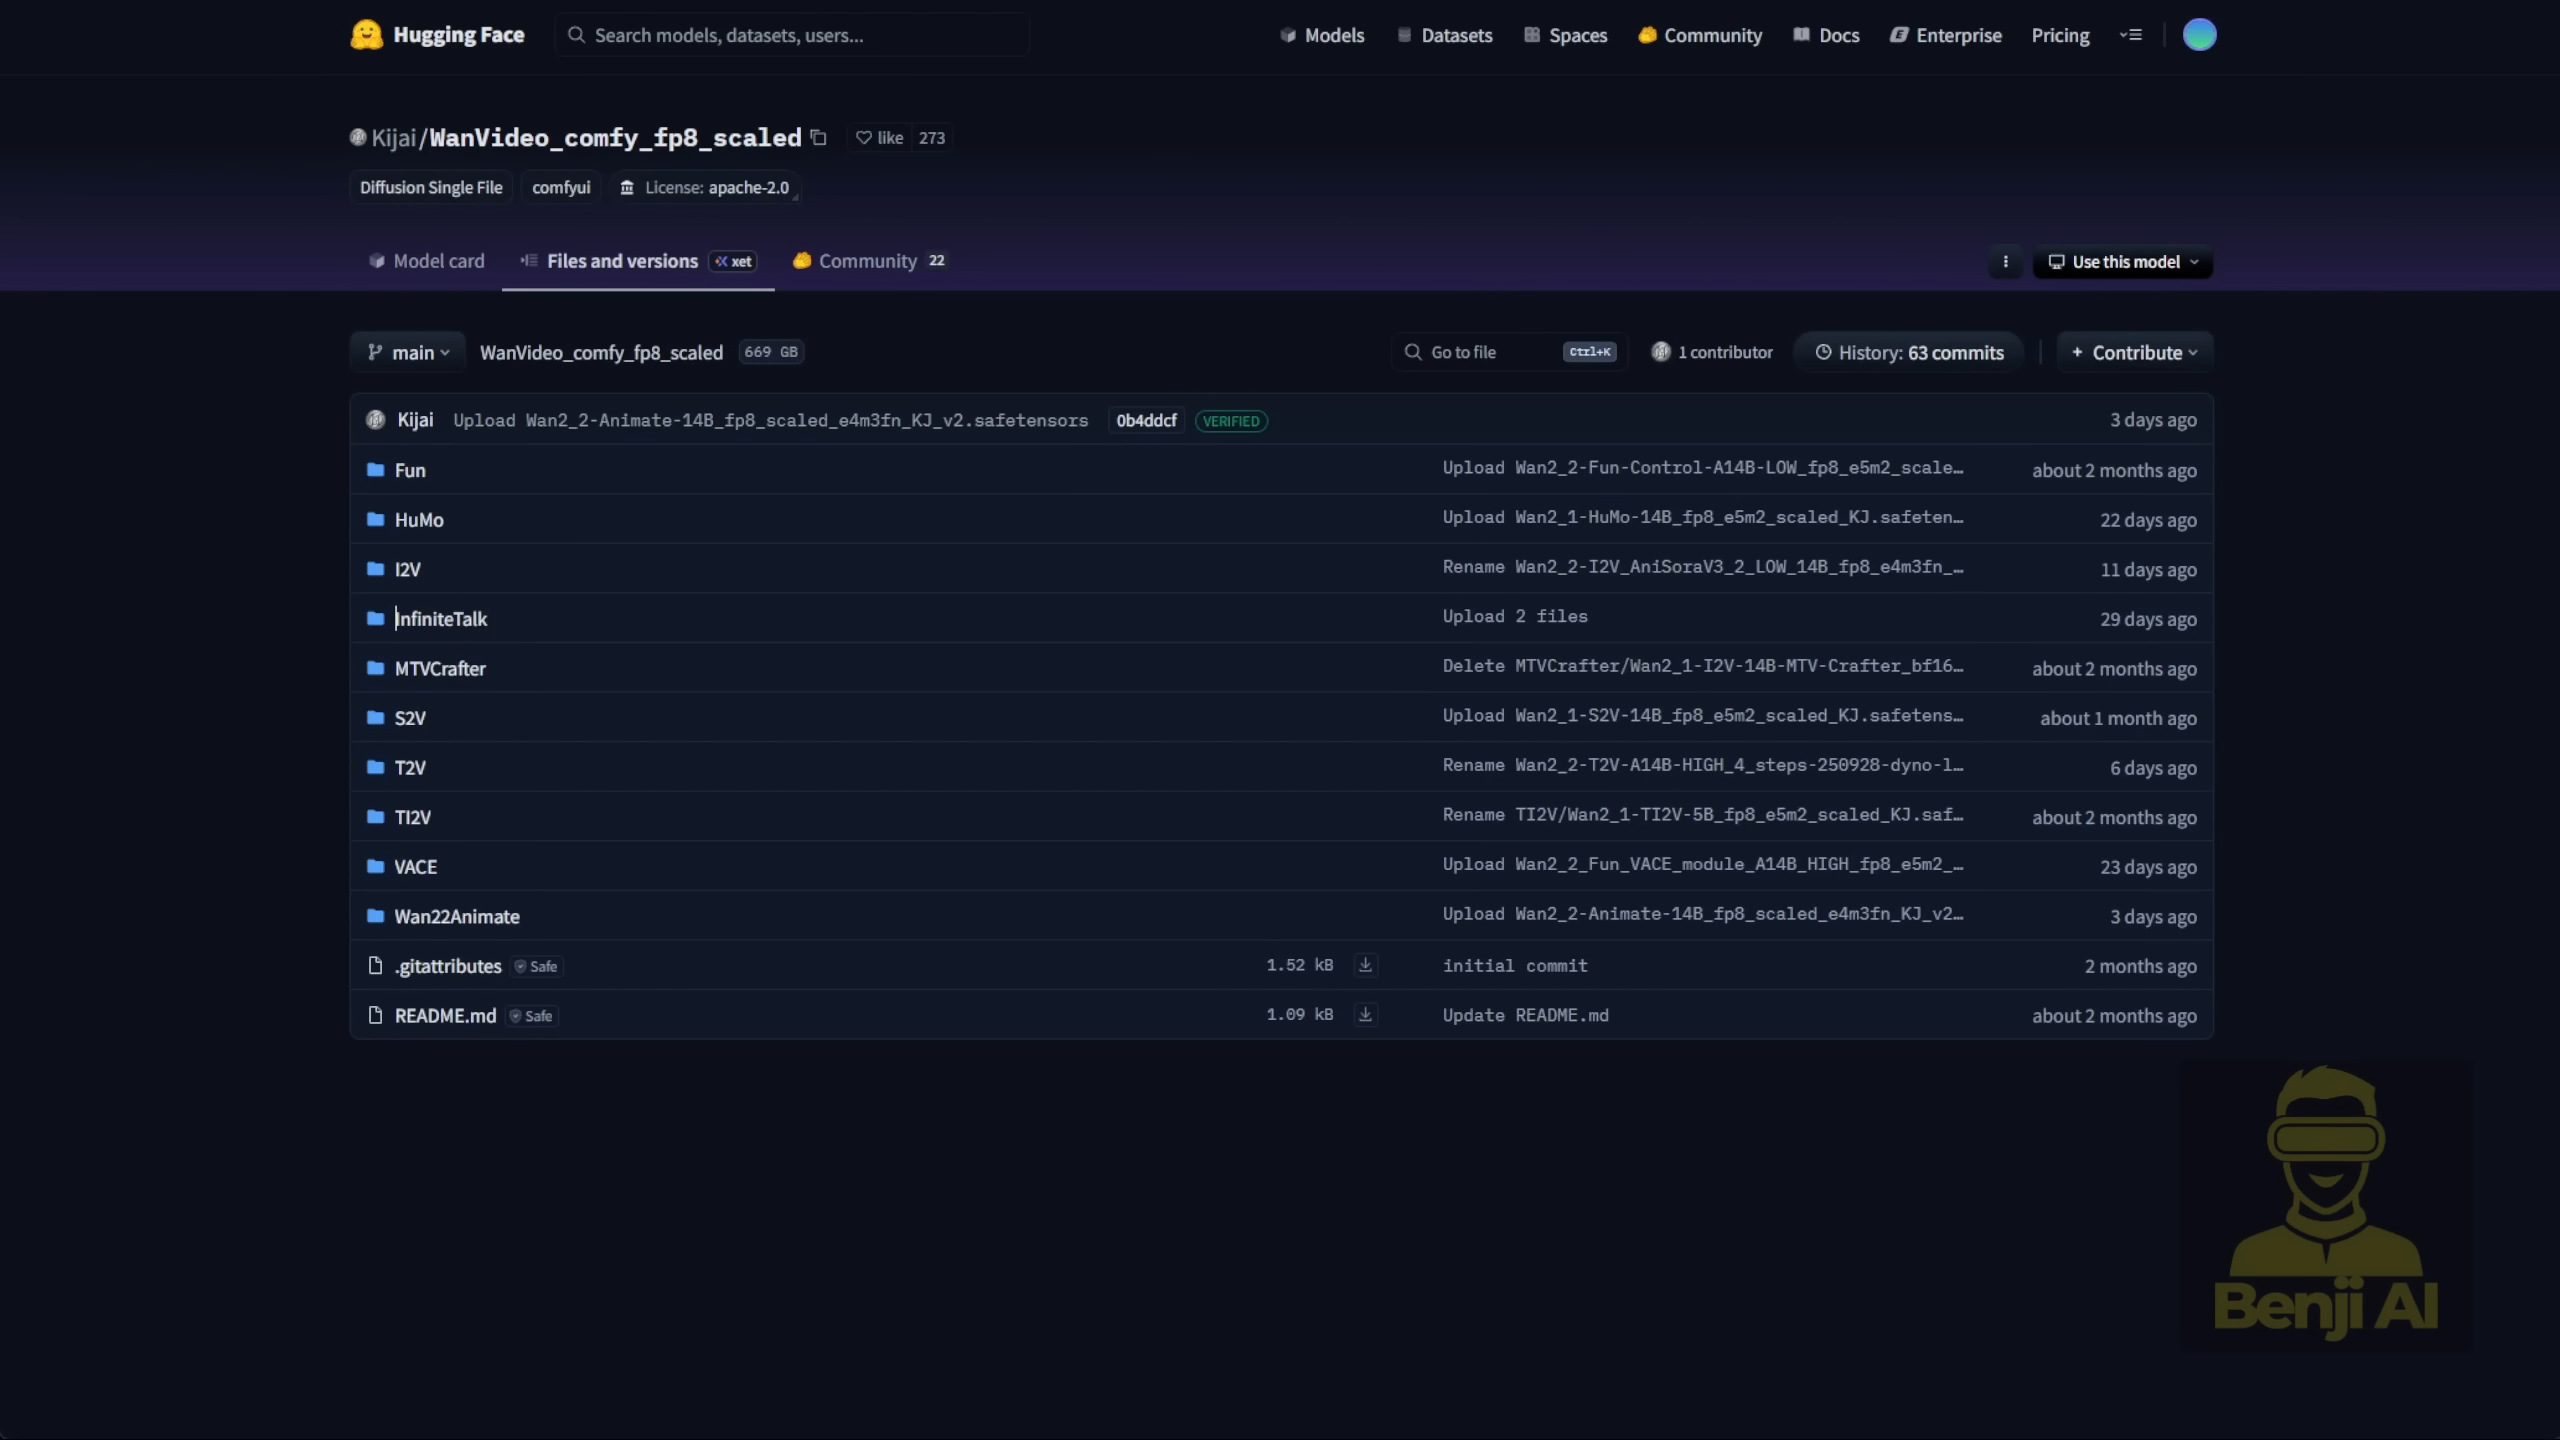 Hugging Face Search models, datasets, users... Models Datasets Spaces Community Docs Enterprise Pricing
Kijai/WanVideo_comfy_fp8_scaled like 273
Diffusion Single File comfyui License: apache-2.0
Model card Files and versions xet Community 22 Use this model
main WanVideo_comfy_fp8_scaled 669 GB Go to file Ctrl+K 1 contributor History: 63 commits + Contribute
Kijai Upload Wan2_2-Animate-14B_fp8_scaled_e4m3fn_KJ_v2.safetensors 0b4ddcf VERIFIED 3 days ago
Fun Upload Wan2_2-Fun-Control-A14B-LOW_fp8_e5m2_scale… about 2 months ago
HuMo Upload Wan2_1-HuMo-14B_fp8_e5m2_scaled_KJ.safeten… 22 days ago
I2V Rename Wan2_2-I2V_AniSoraV3_2_LOW_14B_fp8_e4m3fn_… 11 days ago
InfiniteTalk Upload 2 files 29 days ago
MTVCrafter Delete MTVCrafter/Wan2_1-I2V-14B-MTV-Crafter_bf16… about 2 months ago
S2V Upload Wan2_1-S2V-14B_fp8_e5m2_scaled_KJ.safetens… about 1 month ago
T2V Rename Wan2_2-T2V-A14B-HIGH_4_steps-250928-dyno-l… 6 days ago
TI2V Rename TI2V/Wan2_1-TI2V-5B_fp8_e5m2_scaled_KJ.saf… about 2 months ago
VACE Upload Wan2_2_Fun_VACE_module_A14B_HIGH_fp8_e5m2_… 23 days ago
Wan22Animate Upload Wan2_2-Animate-14B_fp8_scaled_e4m3fn_KJ_v2… 3 days ago
.gitattributes Safe 1.52 kB initial commit 2 months ago
README.md Safe 1.09 kB Update README.md about 2 months ago
Benji AI